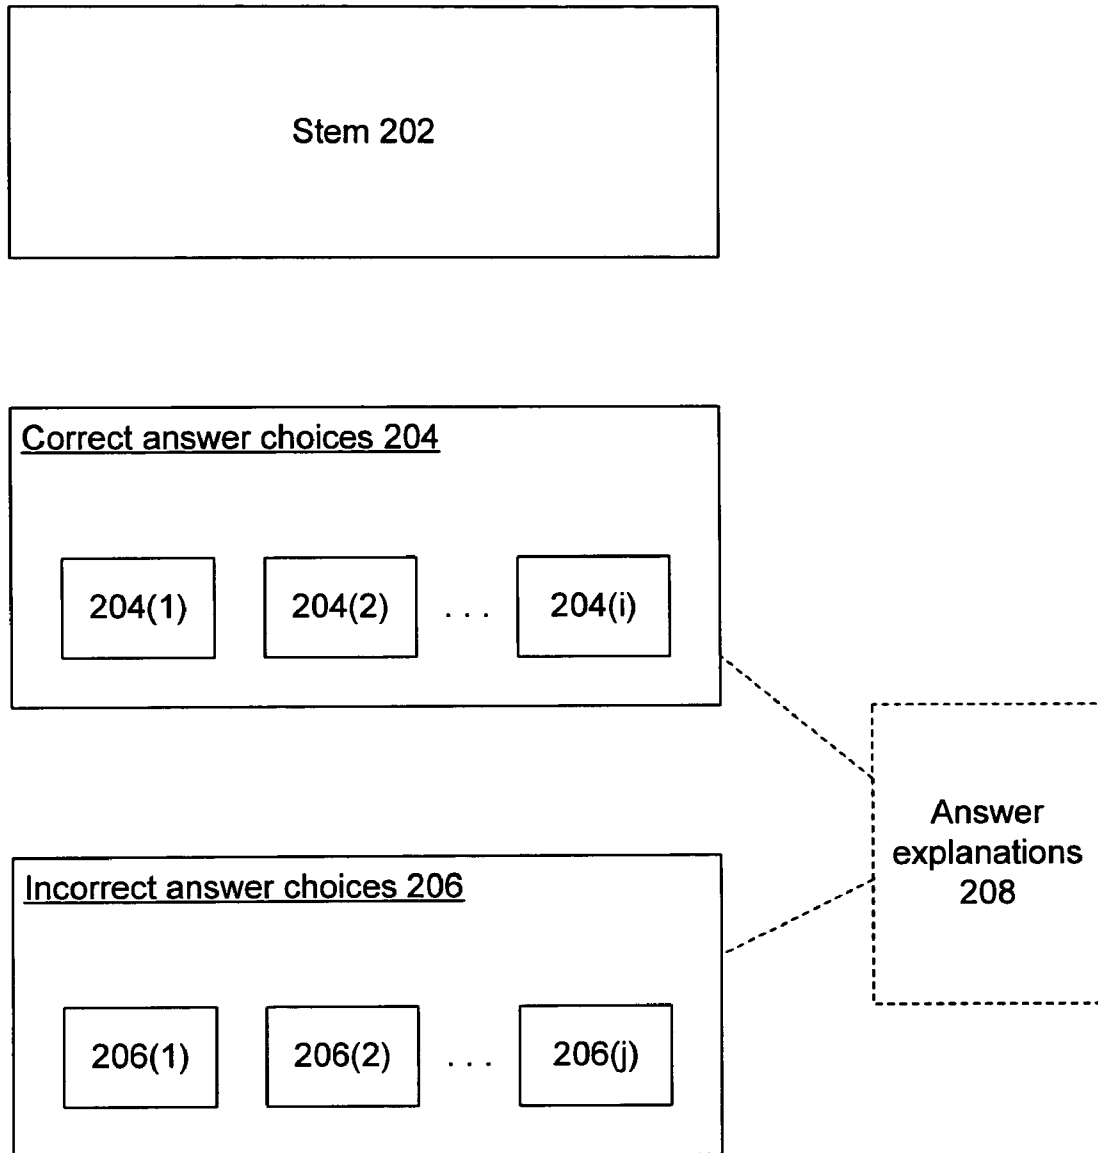 Stem 202
Correct answer choices 204
204(1) 204(2) . . . 204(i)
Answer
explanations
208
Incorrect answer choices 206
206(1) 206(2) . . . 206(j)